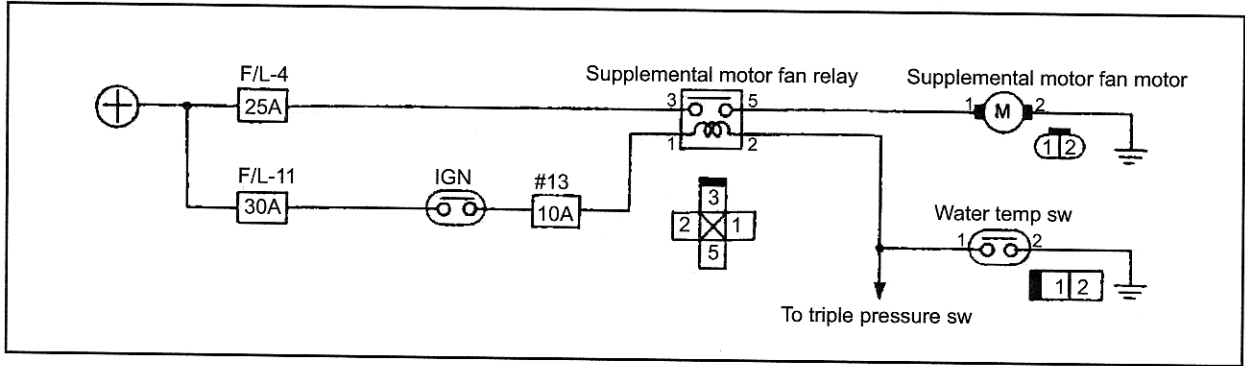 F/L-4
25A
Supplemental motor fan relay
3 5
1 2
Supplemental motor fan motor
1 M 2
1 2
F/L-11
30A
IGN
#13
10A
3
2 1
5
Water temp sw
1 2
1 2
To triple pressure sw